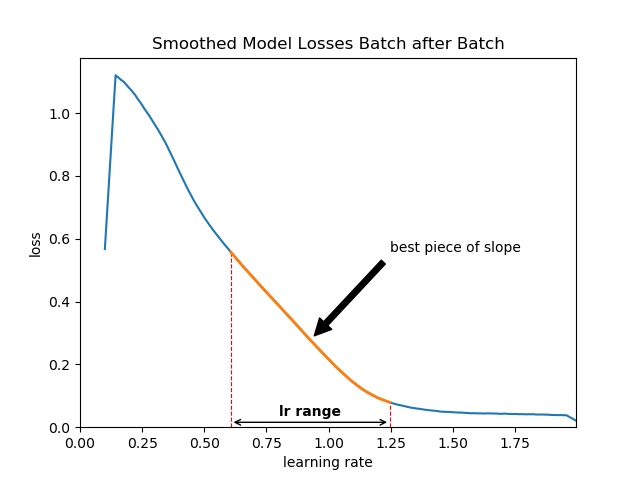 Smoothed Model Losses Batch after Batch
1.0
0.8
0.6
0.4
0.2
0.0
loss
best piece of slope
lr range
0.00 0.25 0.50 0.75 1.00 1.25 1.50 1.75
learning rate